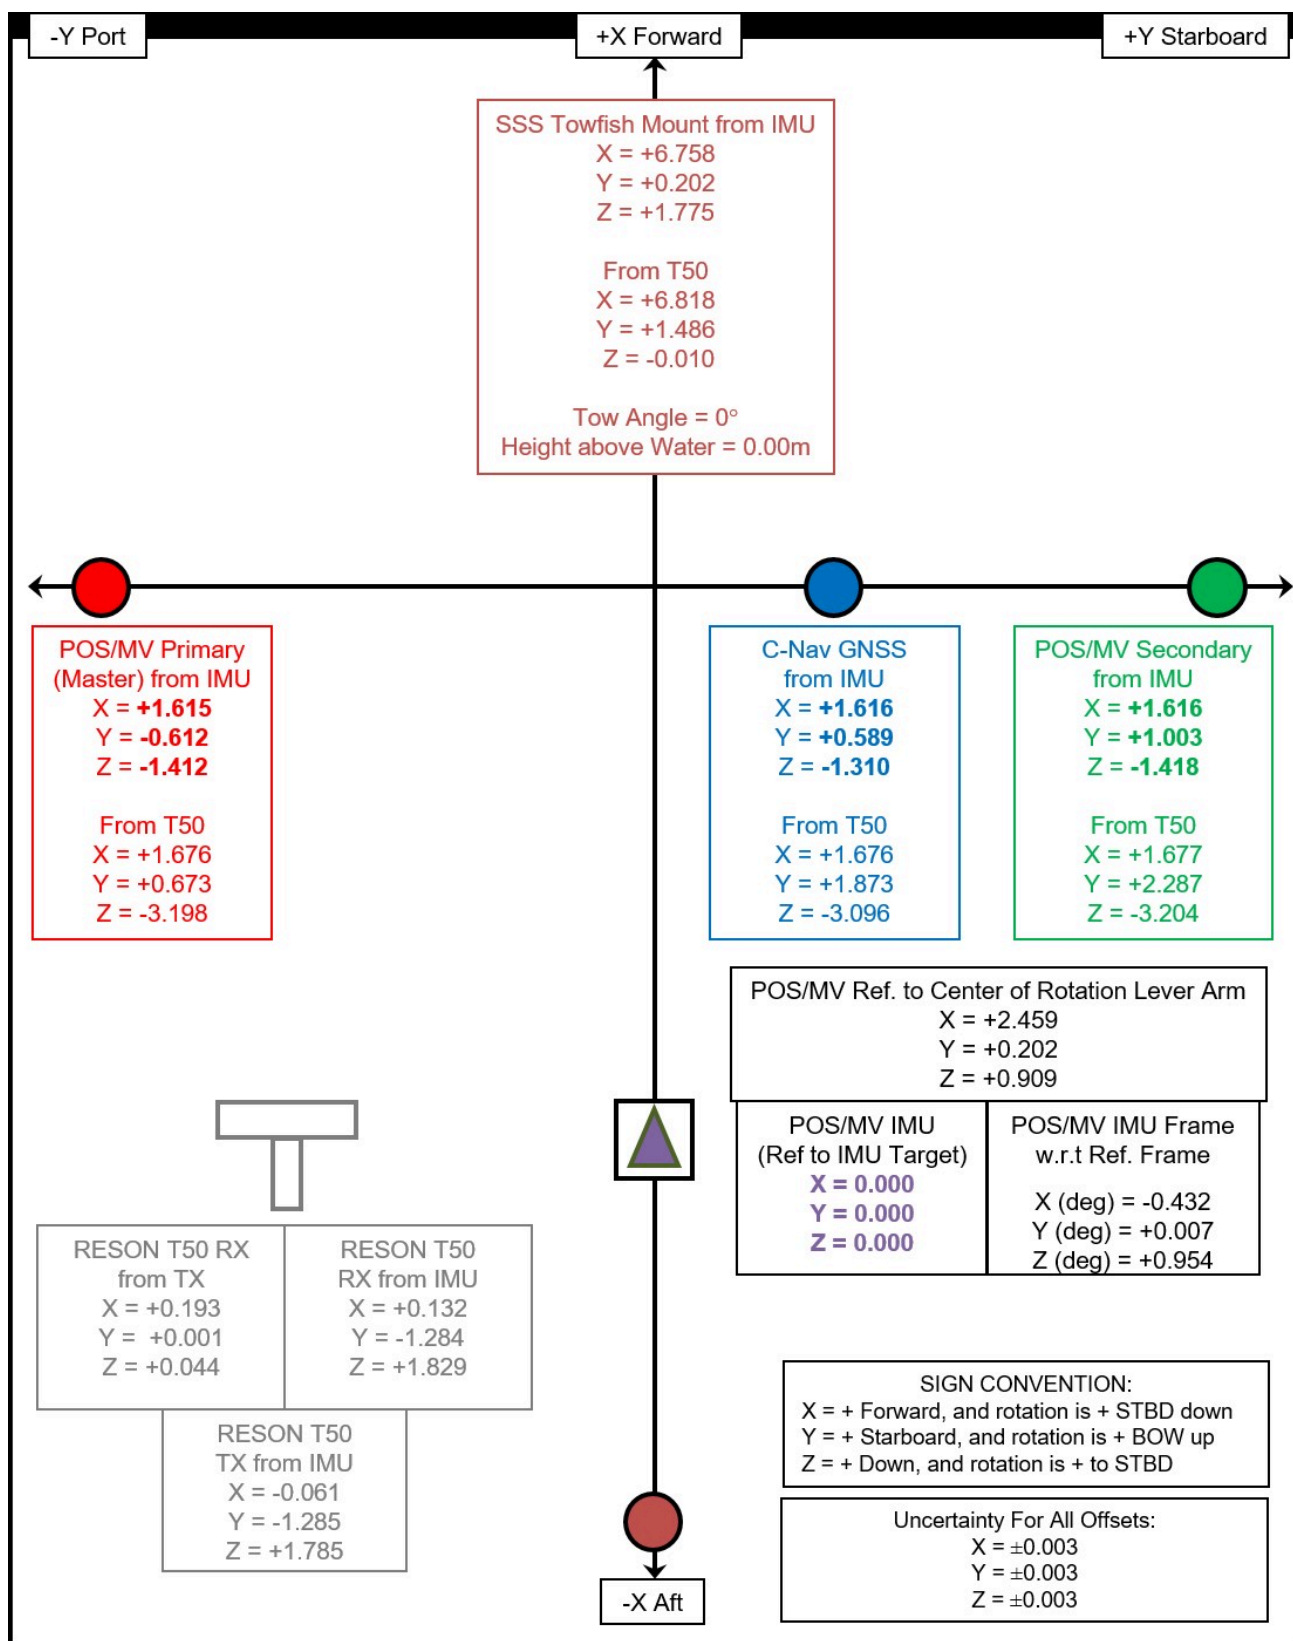 -Y Port
+X Forward
+Y Starboard
SSS Towfish Mount from IMU
X = +6.758
Y = +0.202
Z = +1.775
From T50
X = +6.818
Y = +1.486
Z = -0.010
Tow Angle = 0°
Height above Water = 0.00m
POS/MV Primary
(Master) from IMU
X = +1.615
Y = -0.612
Z = -1.412
From T50
X = +1.676
Y = +0.673
Z = -3.198
C-Nav GNSS
from IMU
X = +1.616
Y = +0.589
Z = -1.310
From T50
X = +1.676
Y = +1.873
Z = -3.096
POS/MV Secondary
from IMU
X = +1.616
Y = +1.003
Z = -1.418
From T50
X = +1.677
Y = +2.287
Z = -3.204
POS/MV Ref. to Center of Rotation Lever Arm
X = +2.459
Y = +0.202
Z = +0.909
POS/MV IMU
(Ref to IMU Target)
X = 0.000
Y = 0.000
Z = 0.000
POS/MV IMU Frame
w.r.t Ref. Frame
X (deg) = -0.432
Y (deg) = +0.007
Z (deg) = +0.954
RESON T50 RX
from TX
X = +0.193
Y = +0.001
Z = +0.044
RESON T50
RX from IMU
X = +0.132
Y = -1.284
Z = +1.829
RESON T50
TX from IMU
X = -0.061
Y = -1.285
Z = +1.785
SIGN CONVENTION:
X = + Forward, and rotation is + STBD down
Y = + Starboard, and rotation is + BOW up
Z = + Down, and rotation is + to STBD
Uncertainty For All Offsets:
X = ±0.003
Y = ±0.003
Z = ±0.003
-X Aft